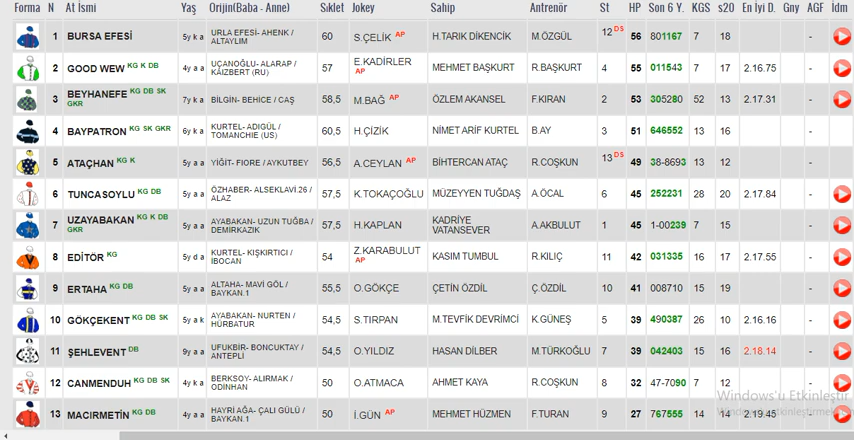 Forma N At İsmi Yaş Orijin(Baba - Anne) Sıklet Jokey Sahip Antrenör St HP Son 6 Y. KGS s20 En İyi D. Gny AGF İdm
1 BURSA EFESİ 5y k a URLA EFESİ- AHENK / ALTAYLIM 60 S.ÇELİK AP H.TARIK DİKENCİK M.ÖZGÜL 12 DS 56 801167 7 18 -
2 GOOD WEW KG K DB 4y a a UÇANOĞLU- ALARAP / KAIZBERT (RU) 57 E.KADİRLER AP MEHMET BAŞKURT R.BAŞKURT 4 55 011543 7 17 2.16.75 -
3 BEYHANEFE KG DB SK GKR 7y k a BİLGİN- BEHİCE / CAŞ 58,5 M.BAĞ AP ÖZLEM AKANSEL F.KIRAN 2 53 305280 52 13 2.17.31 -
4 BAYPATRON KG SK GKR 6y k a KURTEL- ADIGÜL / TOMANCHIE (US) 60,5 H.ÇİZİK NİMET ARİF KURTEL B.AY 3 51 646552 13 16 -
5 ATAÇHAN KG K 5y a a YİĞİT- FIORE / AYKUTBEY 56,5 A.CEYLAN AP BİHTERCAN ATAÇ R.COŞKUN 13 DS 49 38-8693 13 12 -
6 TUNCASOYLU KG DB 5y a a ÖZHABER- ALSEKLAVİ.26 / ALAZ 57,5 K.TOKAÇOĞLU MÜZEYYEN TUĞDAŞ A.ÖCAL 6 45 252231 28 20 2.17.84 -
7 UZAYABAKAN KG K DB GKR 5y a a AYABAKAN- UZUN TUĞBA / DEMİRKAZIK 57,5 H.KAPLAN KADRİYE VATANSEVER A.AKBULUT 1 45 1-00239 7 15 -
8 EDİTÖR KG 5y d a KURTEL- KIŞKIRTICI / İBOCAN 54 Z.KARABULUT AP KASIM TUMBUL R.KILIÇ 11 42 031335 16 17 2.17.55 -
9 ERTAHA KG DB 5y a a ALTAHA- MAVİ GÖL / BAYKAN.1 55,5 O.GÖKÇE ÇETİN ÖZDİL Ç.ÖZDİL 10 41 008710 15 19 -
10 GÖKÇEKENT KG DB SK 5y a k AYABAKAN- NURTEN / HÜRBATUR 54,5 S.TIRPAN M.TEVFİK DEVRİMCİ K.GÜNEŞ 5 39 490387 26 10 2.16.16 -
11 ŞEHLEVENT DB 9y a a UFUKBİR- BONCUKTAY / ANTEPLİ 54,5 O.YILDIZ HASAN DİLBER M.TÜRKOĞLU 7 39 042403 15 16 2.18.14 -
12 CANMENDUH KG DB SK 4y k a BERKSOY- ALIRMAK / ODİNHAN 50 O.ATMACA AHMET KAYA R.COŞKUN 8 32 47-7090 7 12 -
Windows'u Etkinleştir
13 MACIRMETİN KG DB 4y a a HAYRİ AĞA- ÇALI GÜLÜ / BAYKAN.1 50 İ.GÜN AP MEHMET HÜZMEN F.TURAN 9 27 767555 14 14 2.19.45 -